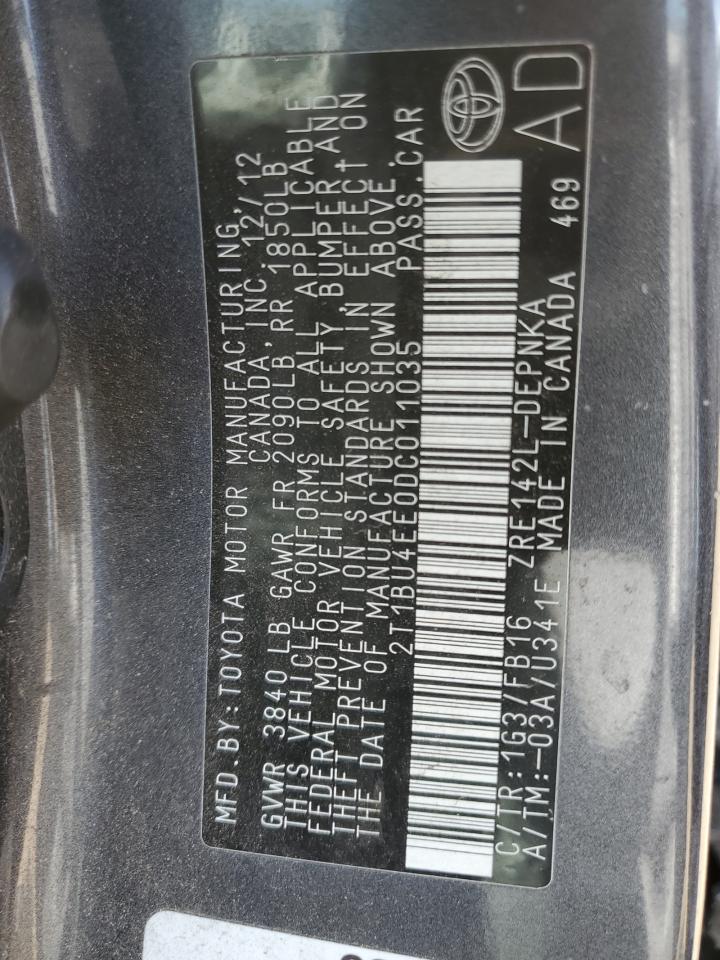 MFD.BY:TOYOTA MOTOR MANUFACTURING,
CANADA,INC. 12/12
GVWR 3840 LB GAWR FR 2090LB,RR 1850LB
THIS VEHICLE CONFORMS TO ALL APPLICABLE
FEDERAL MOTOR VEHICLE SAFETY,BUMPER,AND
THEFT PREVENTION STANDARDS IN EFFECT ON
THE DATE OF MANUFACTURE SHOWN ABOVE.
2T1BU4EE0DC011035 PASS.CAR
C/TR:1G3/FB16 ZRE142L-DEPNKA
A/TM:-03A/U341E MADE IN CANADA 469
AD